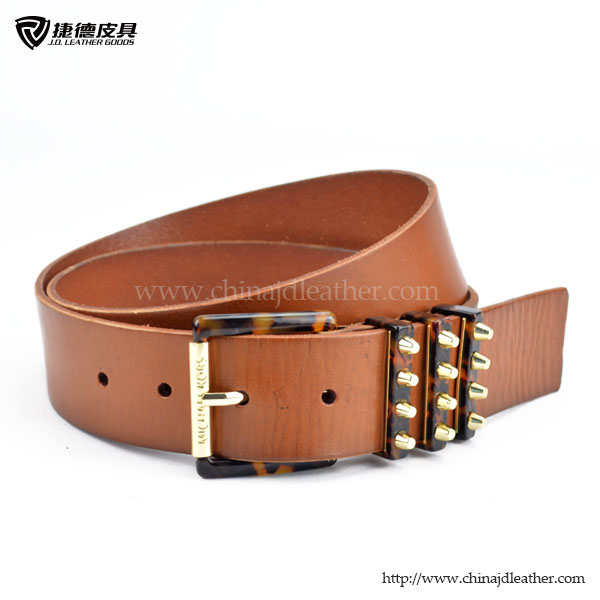 捷德皮具
J.D. LEATHER GOODS
www.chinajdleather.com
MICHAEL KORS
http://www.chinajdleather.com